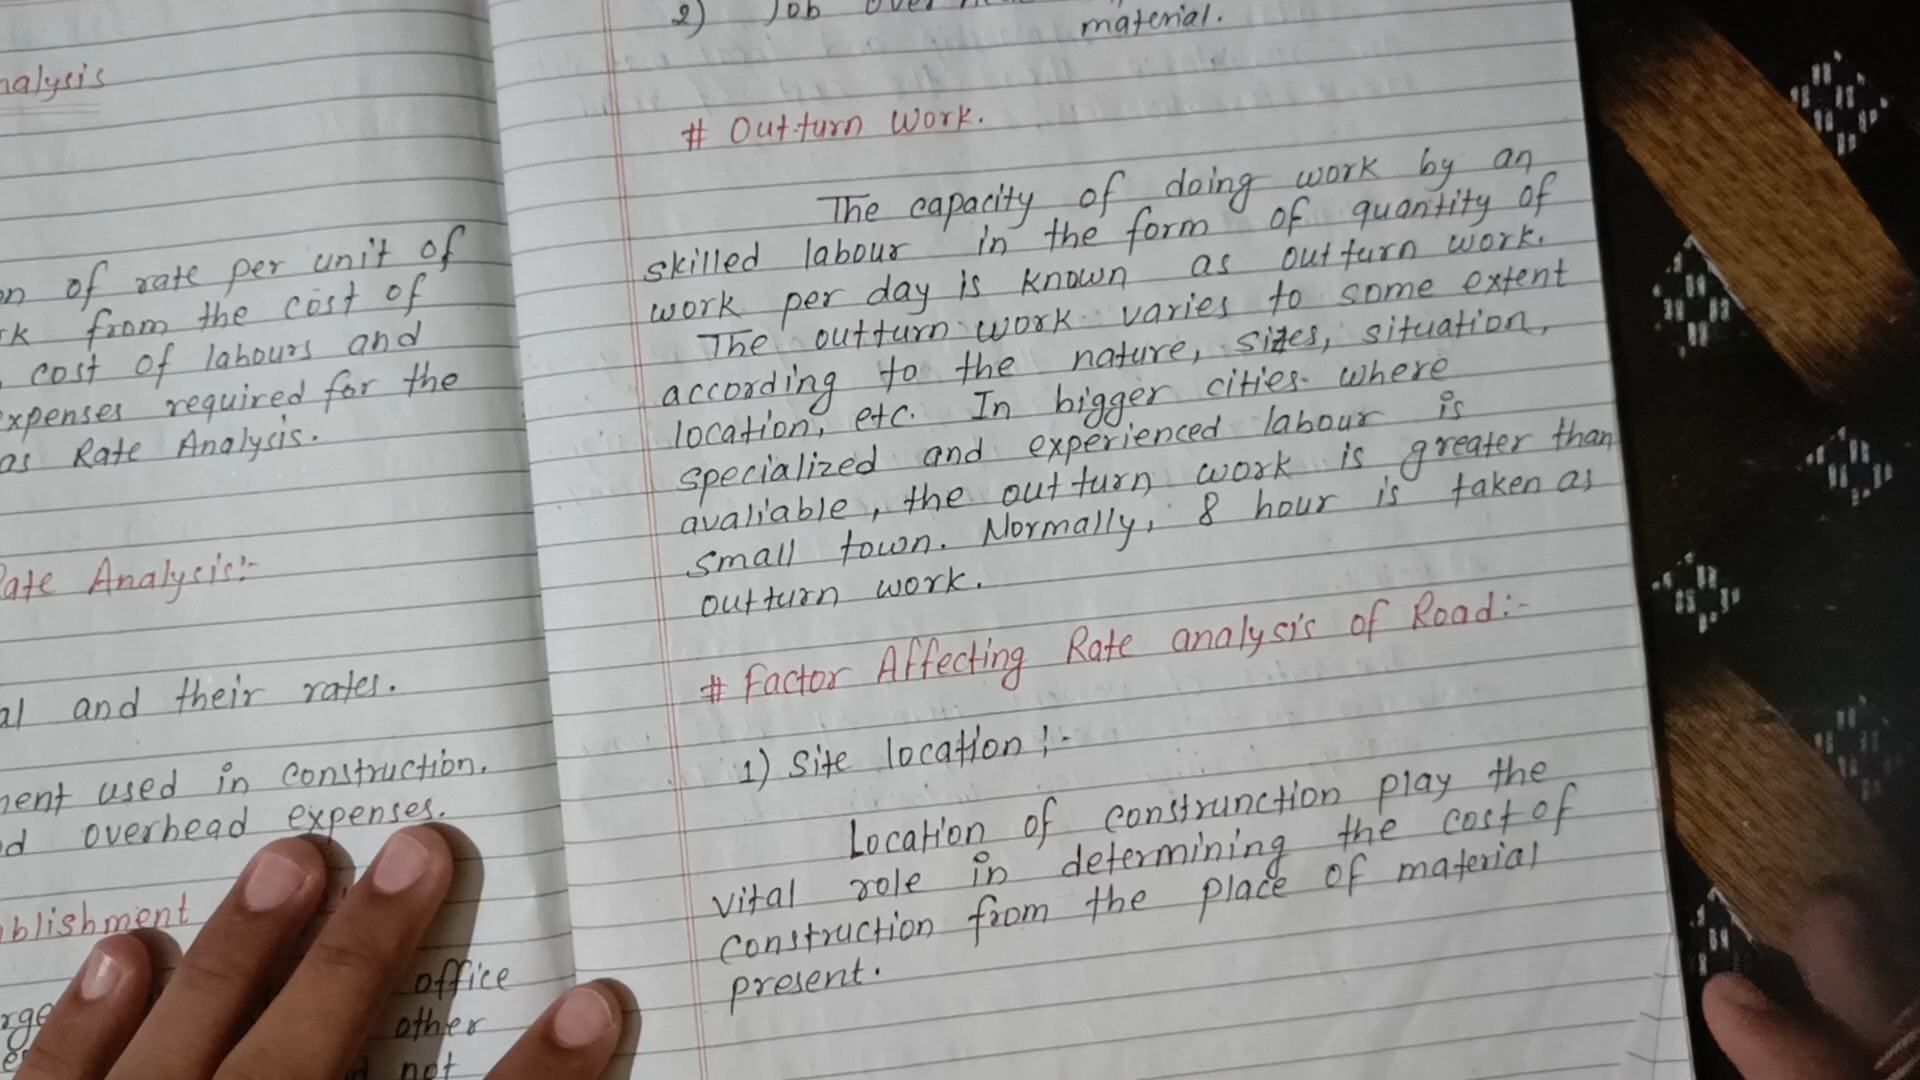 nalysis
on of rate per unit of
rk from the cost of
cost of labours and
expenses required for the
as Rate Analysis.
Rate Analysis:-
al and their rates.
ment used in construction.
d overhead expenses.
blishment
office
other
not
2) Job over
material.
# Out-turn Work.
The capacity of doing work by an
skilled labour in the form of quantity of
work per day is known as out turn work.
The out turn work varies to some extent
according to the nature, sizes, situation,
location, etc. In bigger cities where
specialized and experienced labour is
avaliable, the out turn work is greater than
small town. Normally, 8 hour is taken as
out turn work.
# Factor Affecting Rate analysis of Road:-
1) Site location :-
Location of construnction play the
vital role in determining the cost of
construction from the place of material
present.